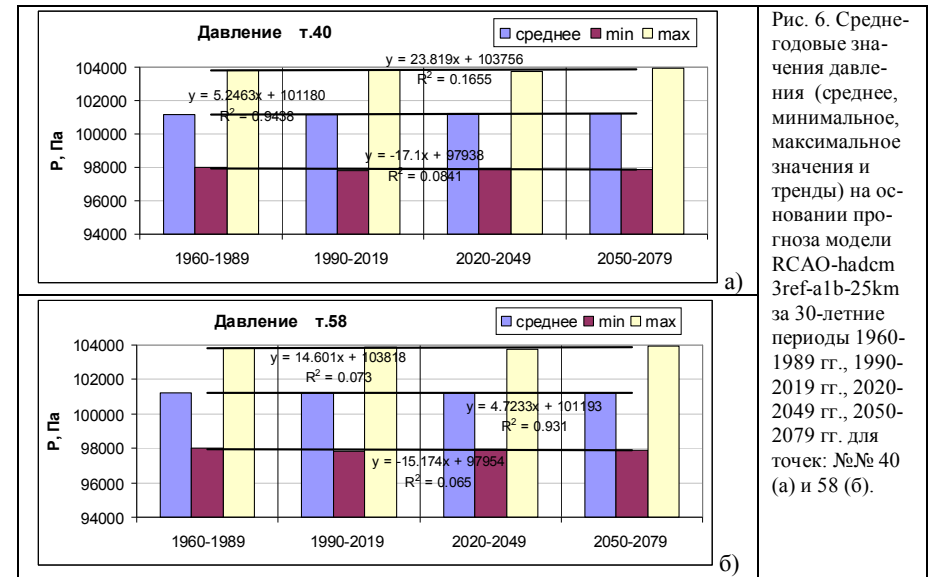 Давление т.40
среднее min max
y = 23.819x + 103756
R² = 0.1655
y = 5.2463x + 101180
R² = 0.9438
y = -17.1x + 97938
R² = 0.0841
104000
102000
100000
98000
96000
94000
Р, Па
1960-1989 1990-2019 2020-2049 2050-2079
а)
Давление т.58
среднее min max
y = 14.601x + 103818
R² = 0.073
y = 4.7233x + 101193
R² = 0.931
y = -15.174x + 97954
R² = 0.065
104000
102000
100000
98000
96000
94000
Р, Па
1960-1989 1990-2019 2020-2049 2050-2079
б)
Рис. 6. Средне-
годовые зна-
чения давле-
ния (среднее,
минимальное,
максимальное
значения и
тренды) на ос-
новании про-
гноза модели
RCAO-hadcm
3ref-a1b-25km
за 30-летние
периоды 1960-
1989 гг., 1990-
2019 гг., 2020-
2049 гг., 2050-
2079 гг. для
точек: №№ 40
(а) и 58 (б).